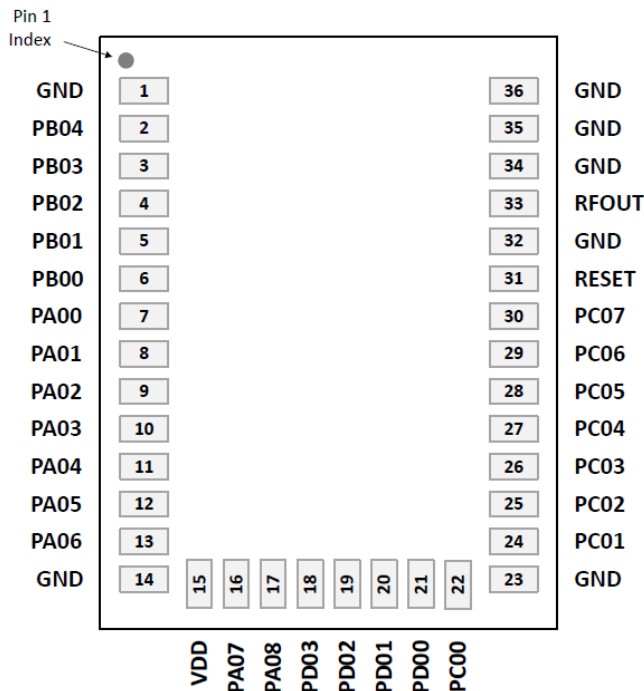 Pin 1
Index
GND 1 36 GND
PB04 2 35 GND
PB03 3 34 GND
PB02 4 33 RFOUT
PB01 5 32 GND
PB00 6 31 RESET
PA00 7 30 PC07
PA01 8 29 PC06
PA02 9 28 PC05
PA03 10 27 PC04
PA04 11 26 PC03
PA05 12 25 PC02
PA06 13 24 PC01
GND 14 15 16 17 18 19 20 21 22 23 GND
VDD PA07 PA08 PD03 PD02 PD01 PD00 PC00